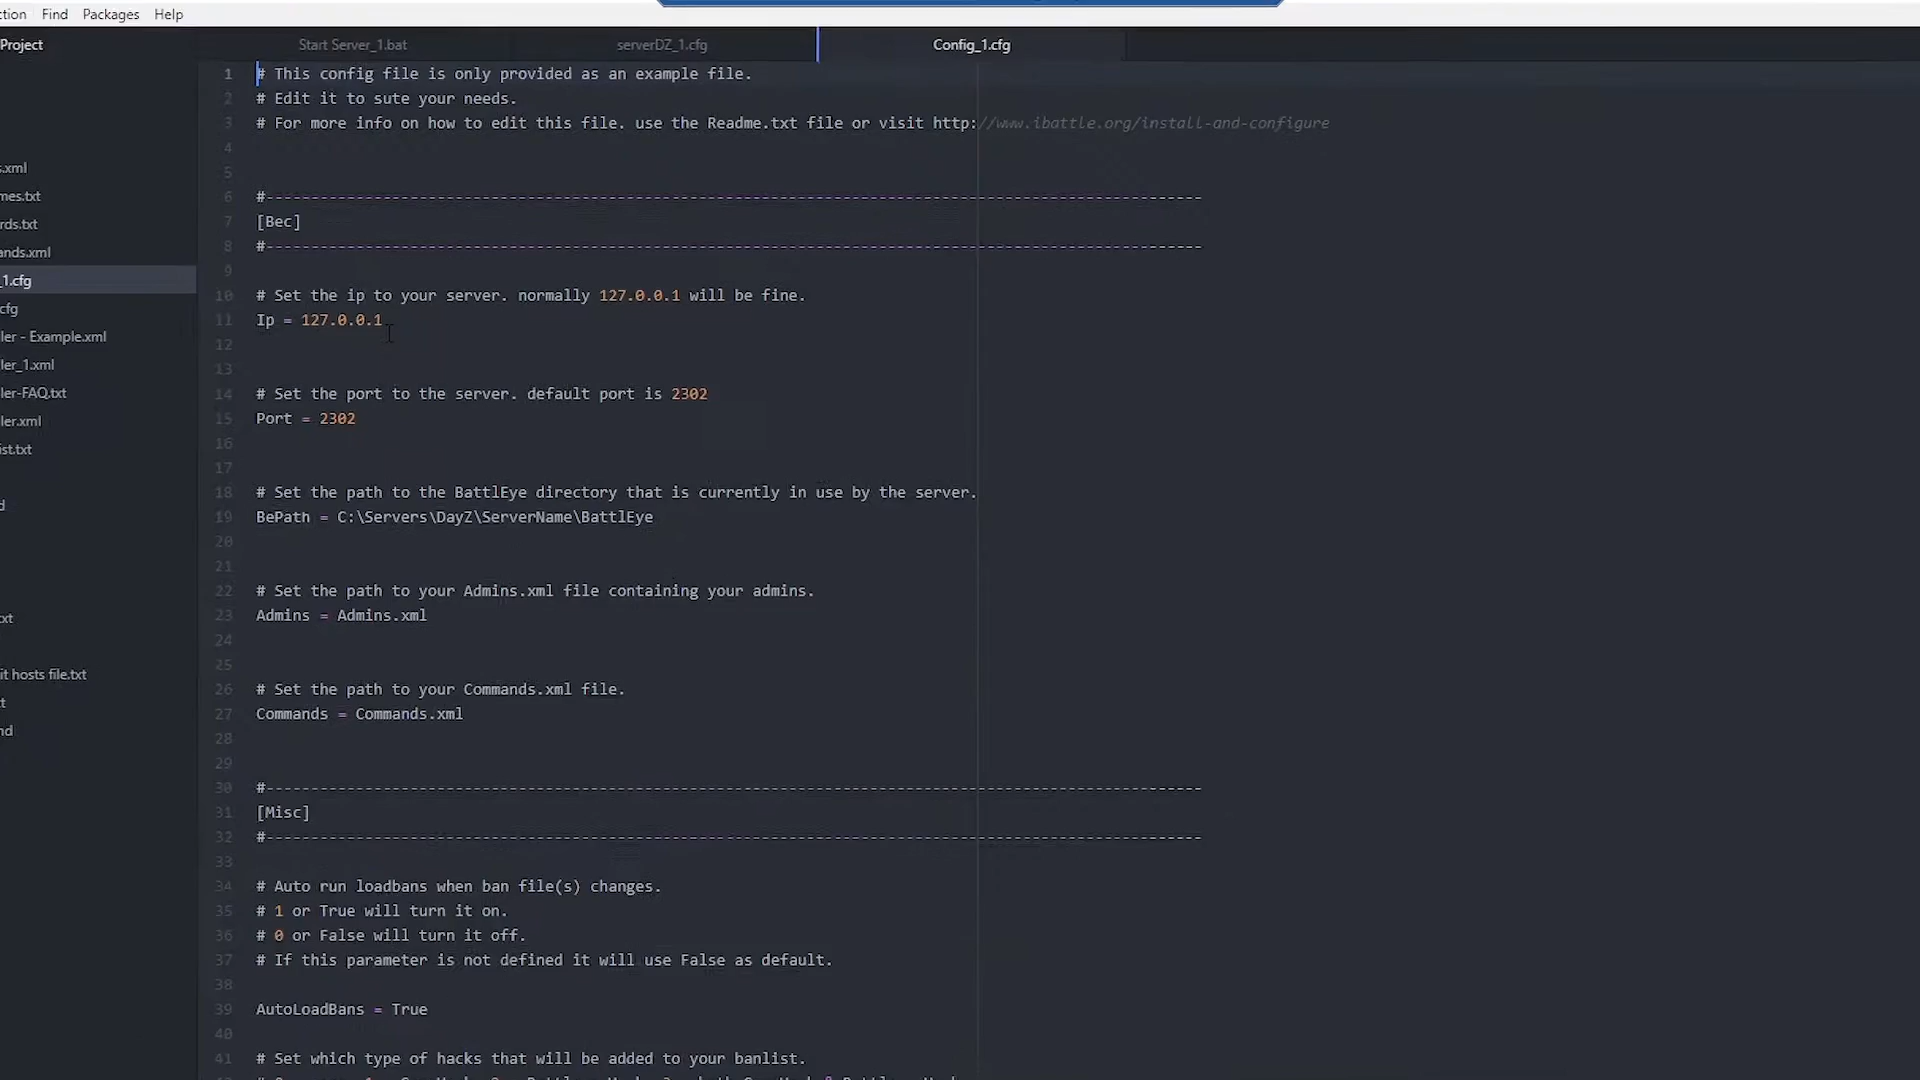 ction Find Packages Help
Project
Start Server_1.bat serverDZ_1.cfg Config_1.cfg
s.xml
mes.txt
rds.txt
ands.xml
_1.cfg
cfg
ler - Example.xml
ler_1.xml
ler-FAQ.txt
ler.xml
ist.txt
d
xt
it hosts file.txt
t
nd
1 # This config file is only provided as an example file.
2 # Edit it to sute your needs.
3 # For more info on how to edit this file. use the Readme.txt file or visit http://www.ibattle.org/install-and-configure
4
5
6 #--------------------------------------------------------------------------------------------------------
7 [Bec]
8 #--------------------------------------------------------------------------------------------------------
9
10 # Set the ip to your server. normally 127.0.0.1 will be fine.
11 Ip = 127.0.0.1
12
13
14 # Set the port to the server. default port is 2302
15 Port = 2302
16
17
18 # Set the path to the BattlEye directory that is currently in use by the server.
19 BePath = C:\Servers\DayZ\ServerName\BattlEye
20
21
22 # Set the path to your Admins.xml file containing your admins.
23 Admins = Admins.xml
24
25
26 # Set the path to your Commands.xml file.
27 Commands = Commands.xml
28
29
30 #--------------------------------------------------------------------------------------------------------
31 [Misc]
32 #--------------------------------------------------------------------------------------------------------
33
34 # Auto run loadbans when ban file(s) changes.
35 # 1 or True will turn it on.
36 # 0 or False will turn it off.
37 # If this parameter is not defined it will use False as default.
38
39 AutoLoadBans = True
40
41 # Set which type of hacks that will be added to your banlist.